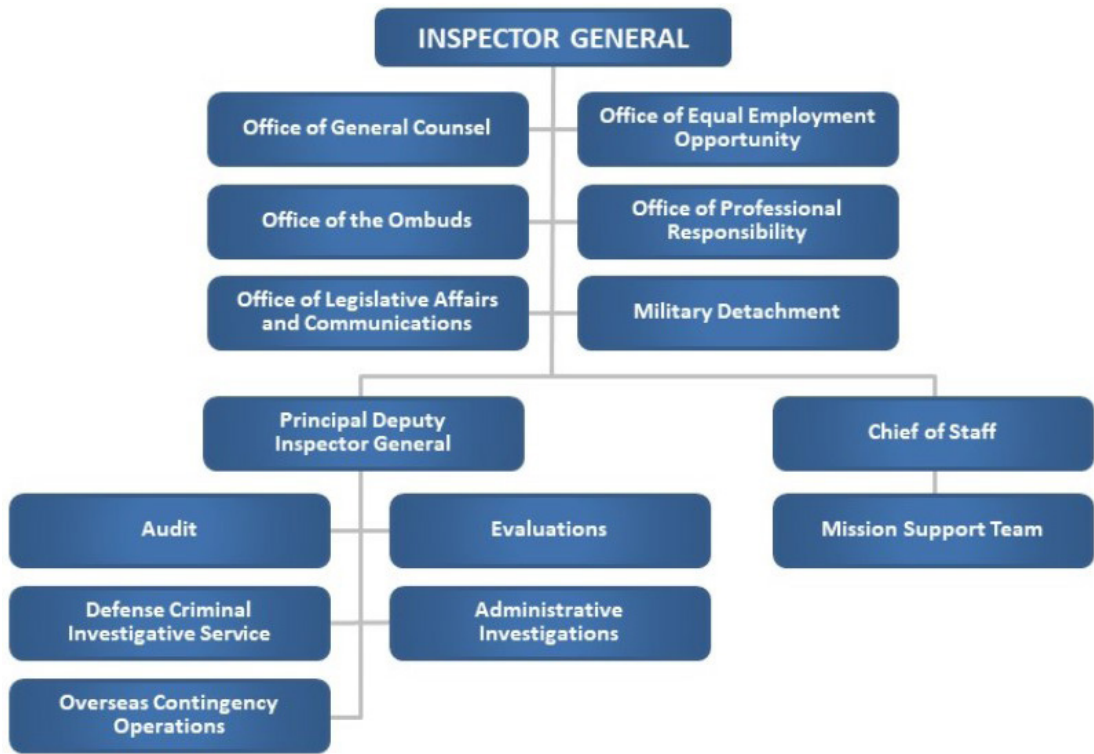 INSPECTOR GENERAL
Office of General Counsel
Office of Equal Employment
Opportunity
Office of the Ombuds
Office of Professional
Responsibility
Office of Legislative Affairs
and Communications
Military Detachment
Principal Deputy
Inspector General
Chief of Staff
Audit
Evaluations
Mission Support Team
Defense Criminal
Investigative Service
Administrative
Investigations
Overseas Contingency
Operations